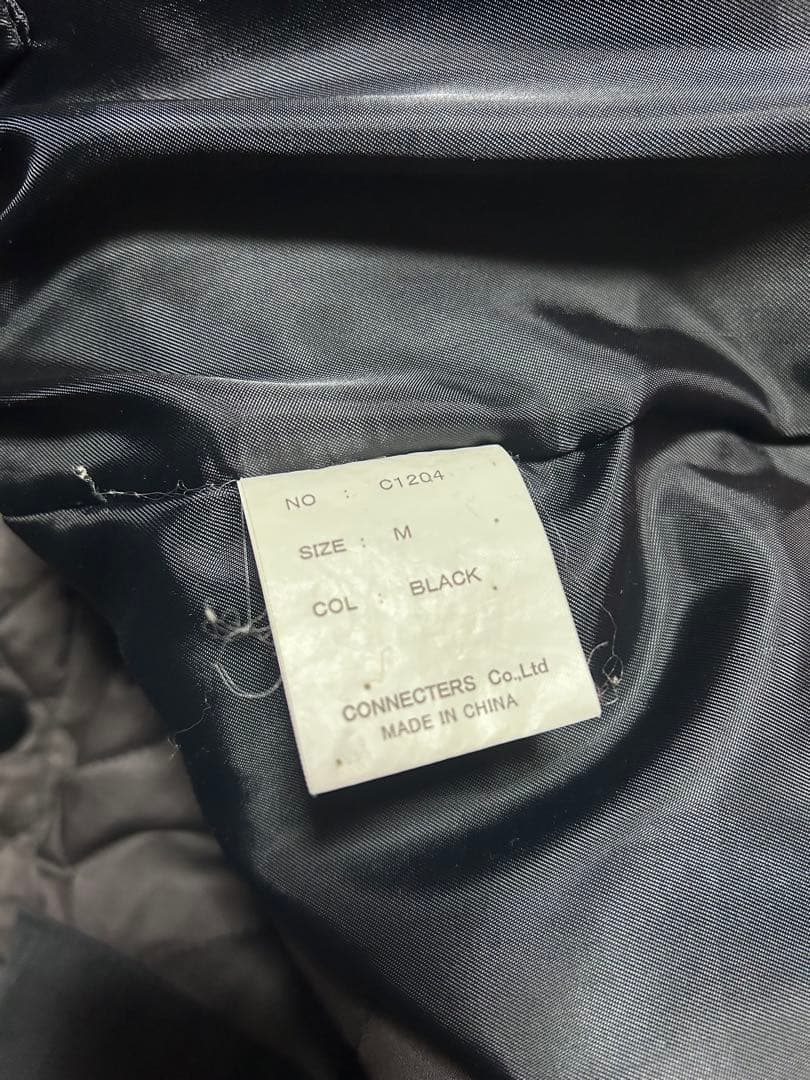 NO : C1204
SIZE : M
COL : BLACK
CONNECTERS Co.,Ltd
MADE IN CHINA